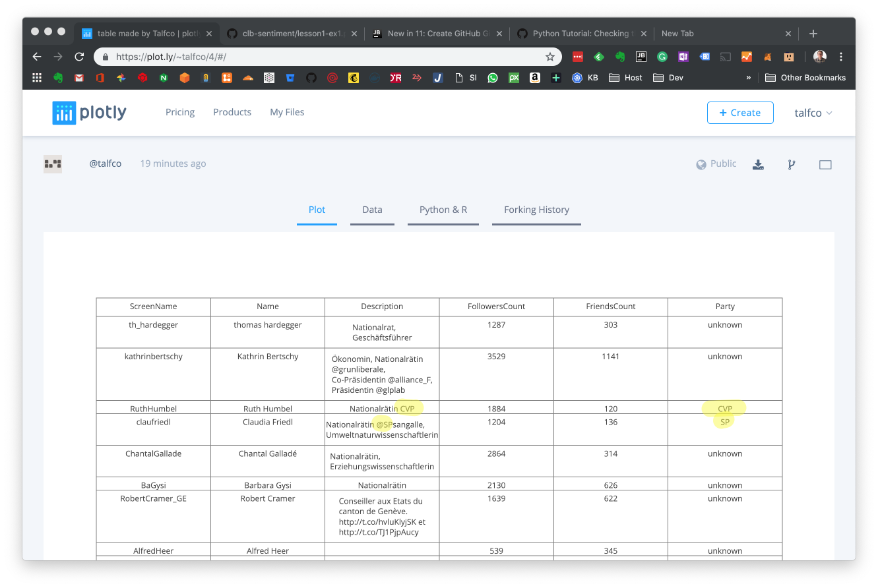 table made by Talfco | plotly
clb-sentiment/lesson1-ex1.
New in 11: Create GitHub G
Python Tutorial: Checking
New Tab
https://plot.ly/~talfco/4/#/
SI
KB
Host
Dev
»
Other Bookmarks
plotly
Pricing
Products
My Files
+ Create
talfco
@talfco
19 minutes ago
Public
Plot
Data
Python & R
Forking History
ScreenName Name Description FollowersCount FriendsCount Party
th_hardegger thomas hardegger Nationalrat, 1287 303 unknown
Geschäftsführer
kathrinbertschy Kathrin Bertschy Ökonomin, Nationalrätin 3529 1141 unknown
@grunliberale,
Co-Präsidentin @alliance_F,
Präsidentin @glplab
RuthHumbel Ruth Humbel Nationalrätin CVP 1884 120 CVP
claufriedl Claudia Friedl Nationalrätin @SPsangalle, 1204 136 SP
Umweltnaturwissenschaftlerin
ChantalGallade Chantal Galladé Nationalrätin, 2864 314 unknown
Erziehungswissenschaftlerin
BaGysi Barbara Gysi Nationalrätin 2130 626 unknown
RobertCramer_GE Robert Cramer Conseiller aux Etats du 1639 622 unknown
canton de Genève.
http://t.co/hvluKlyjSK et
http://t.co/TJ1PjpAucy
AlfredHeer Alfred Heer 539 345 unknown